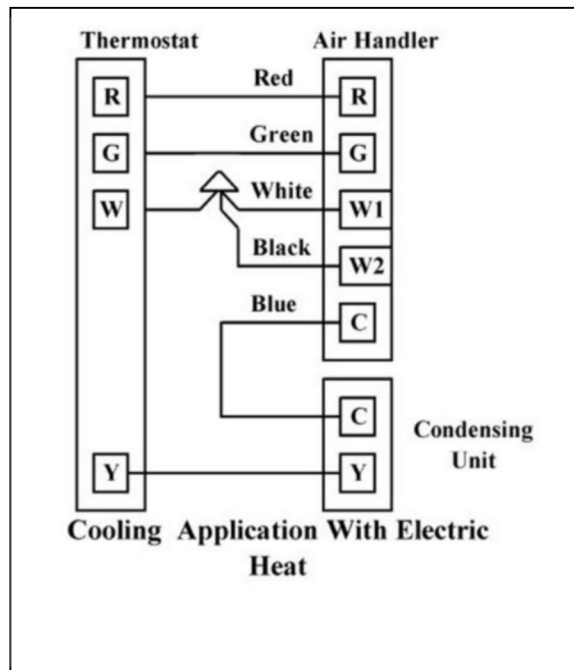 Thermostat Air Handler
R Red R
G Green G
W White W1
Black W2
Blue C
C
Condensing
Unit
Y Y
Cooling Application With Electric
Heat